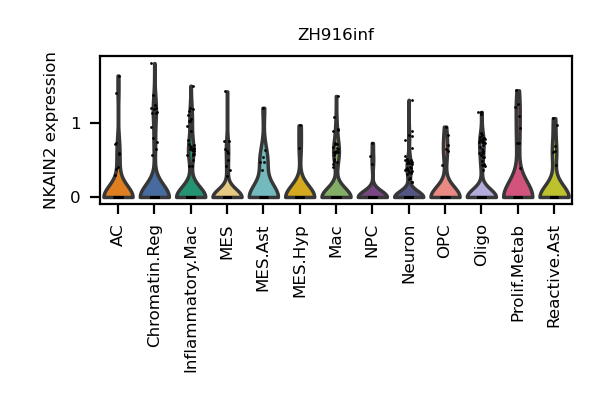 ZH916inf
NKAIN2 expression
1
0
AC
Chromatin.Reg
Inflammatory.Mac
MES
MES.Ast
MES.Hyp
Mac
NPC
Neuron
OPC
Oligo
Prolif.Metab
Reactive.Ast